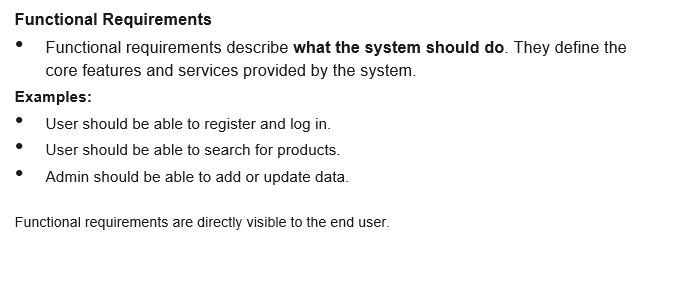 Functional Requirements
• Functional requirements describe what the system should do. They define the
core features and services provided by the system.
Examples:
• User should be able to register and log in.
• User should be able to search for products.
• Admin should be able to add or update data.
Functional requirements are directly visible to the end user.